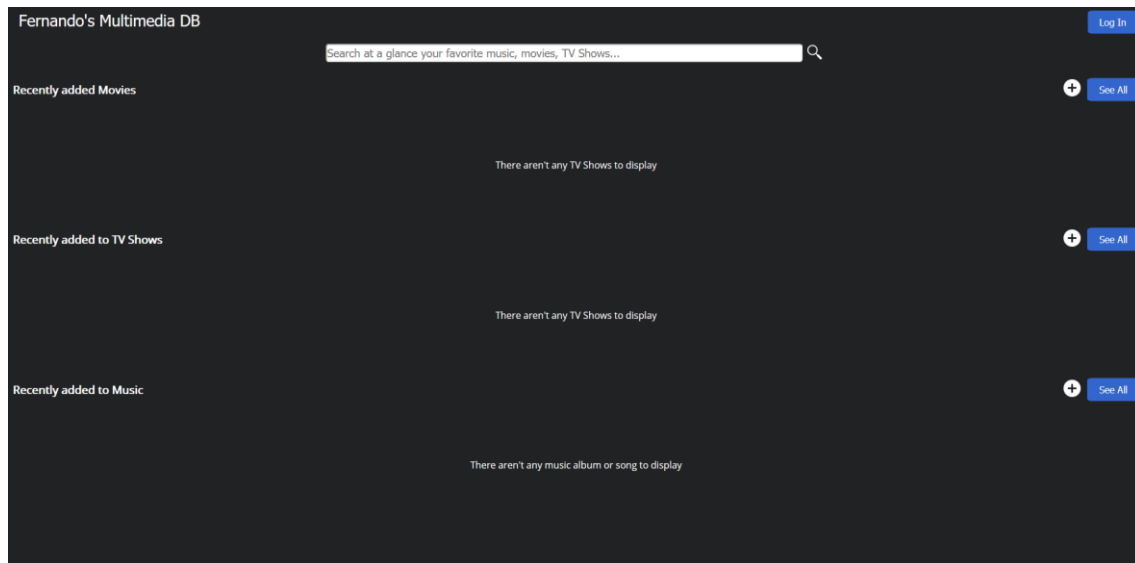 Fernando's Multimedia DB
Log In
Search at a glance your favorite music, movies, TV Shows...
Recently added Movies
See All
There aren't any TV Shows to display
Recently added to TV Shows
See All
There aren't any TV Shows to display
Recently added to Music
See All
There aren't any music album or song to display